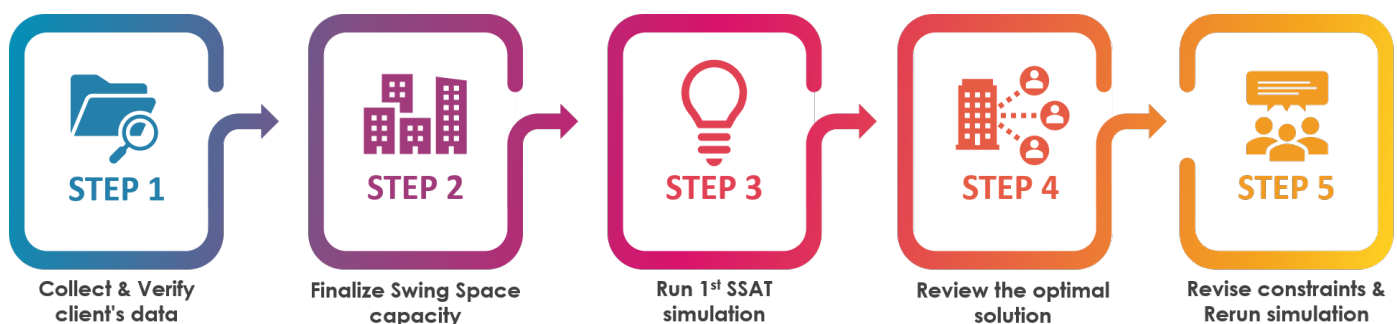 STEP 1
Collect & Verify
client's data
STEP 2
Finalize Swing Space
capacity
STEP 3
Run 1st SSAT
simulation
STEP 4
Review the optimal
solution
STEP 5
Revise constraints &
Rerun simulation